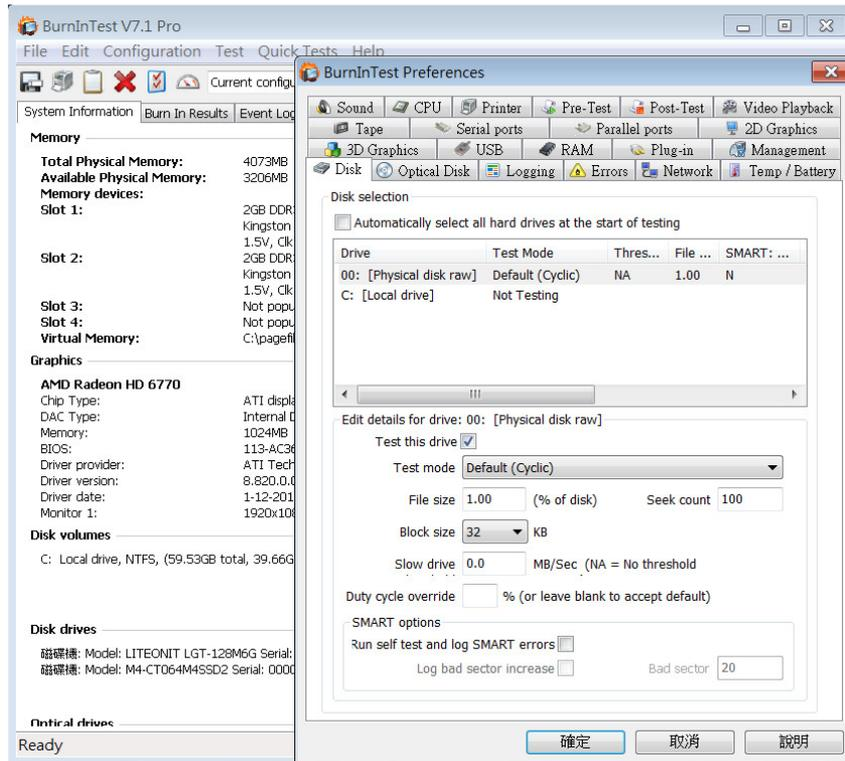 BurnInTest V7.1 Pro
File Edit Configuration Test Quick Tests Help
Current configu
System Information Burn In Results Event Log
Memory
Total Physical Memory: 4073MB
Available Physical Memory: 3206MB
Memory devices:
Slot 1: 2GB DDR
Kingston
1.5V, Clk
Slot 2: 2GB DDR
Kingston
1.5V, Clk
Slot 3: Not popu
Slot 4: Not popu
Virtual Memory: C:\pagefil
Graphics
AMD Radeon HD 6770
Chip Type: ATI displa
DAC Type: Internal D
Memory: 1024MB
BIOS: 113-AC36
Driver provider: ATI Tech
Driver version: 8.820.0.0
Driver date: 1-12-201
Monitor 1: 1920x108
Disk volumes
C: Local drive, NTFS, (59.53GB total, 39.66G
Disk drives
磁碟機: Model: LITEONIT LGT-128M6G Serial:
磁碟機: Model: M4-CT064M4SSD2 Serial: 0000
Optical drives
Ready
BurnInTest Preferences
Sound CPU Printer Pre-Test Post-Test Video Playback
Tape Serial ports Parallel ports 2D Graphics
3D Graphics USB RAM Plug-in Management
Disk Optical Disk Logging Errors Network Temp / Battery
Disk selection
Automatically select all hard drives at the start of testing
Drive Test Mode Thres... File ... SMART: ...
00: [Physical disk raw] Default (Cyclic) NA 1.00 N
C: [Local drive] Not Testing
Edit details for drive: 00: [Physical disk raw]
Test this drive
Test mode Default (Cyclic)
File size 1.00 (% of disk) Seek count 100
Block size 32 KB
Slow drive 0.0 MB/Sec (NA = No threshold
Duty cycle override % (or leave blank to accept default)
SMART options
Run self test and log SMART errors
Log bad sector increase Bad sector 20
確定 取消 說明